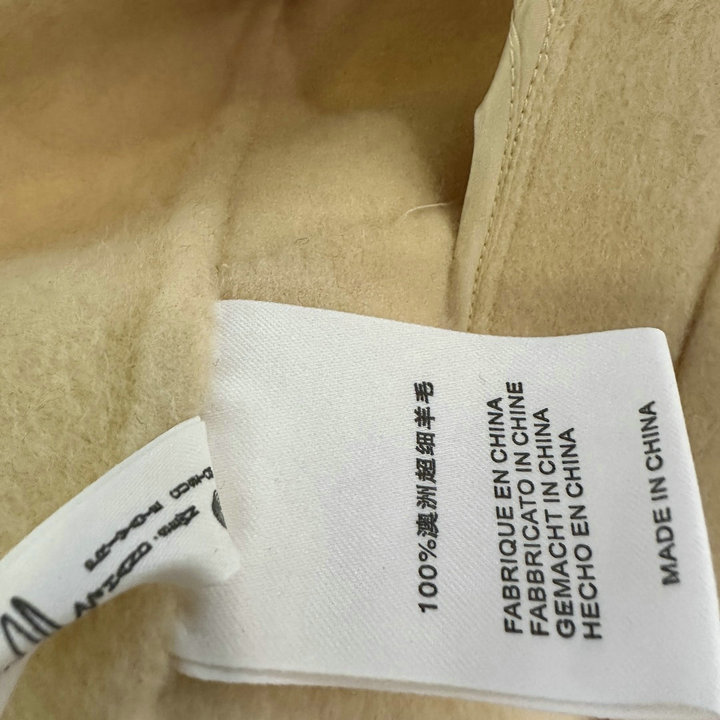 100%澳洲超细羊毛
FABRIQUE EN CHINA
FABBRICATO IN CHINE
GEMACHT IN CHINA
HECHO EN CHINA
MADE IN CHINA